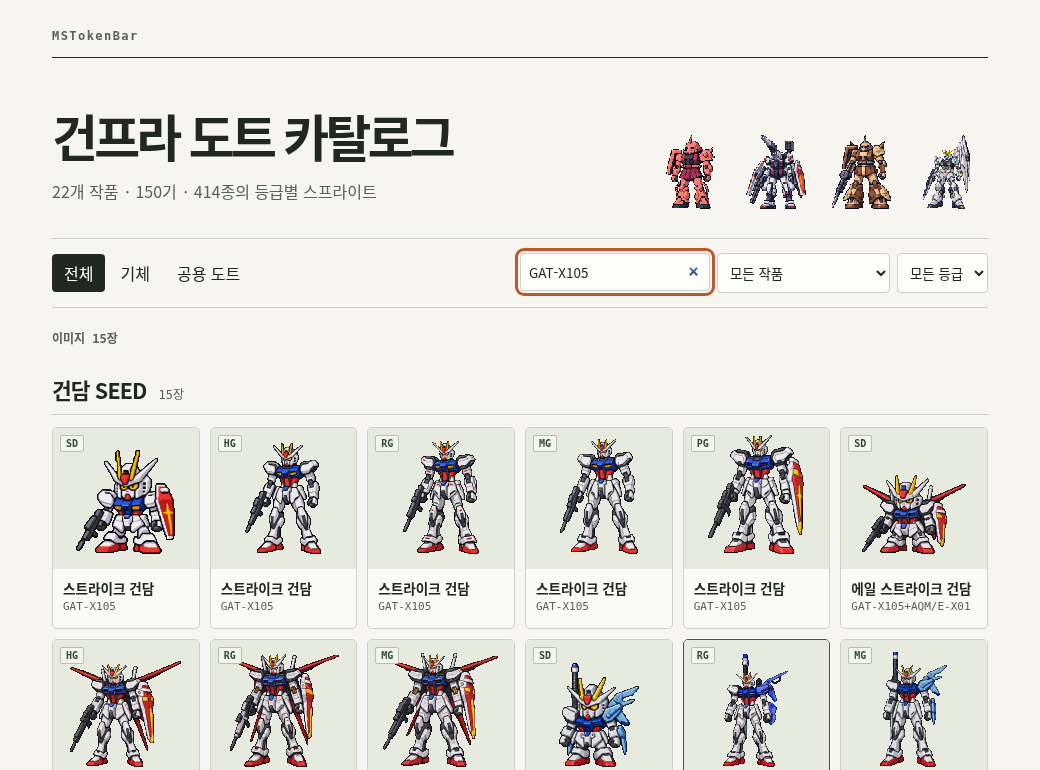 MSTokenBar
건프라 도트 카탈로그
22개 작품 · 150기 · 414종의 등급별 스프라이트
전체 기체 공용 도트 GAT-X105 × 모든 작품 모든 등급
이미지 15장
건담 SEED 15장
SD HG RG MG PG SD
스트라이크 건담 스트라이크 건담 스트라이크 건담 스트라이크 건담 스트라이크 건담 에일 스트라이크 건담
GAT-X105 GAT-X105 GAT-X105 GAT-X105 GAT-X105 GAT-X105+AQM/E-X01
HG RG MG SD RG MG